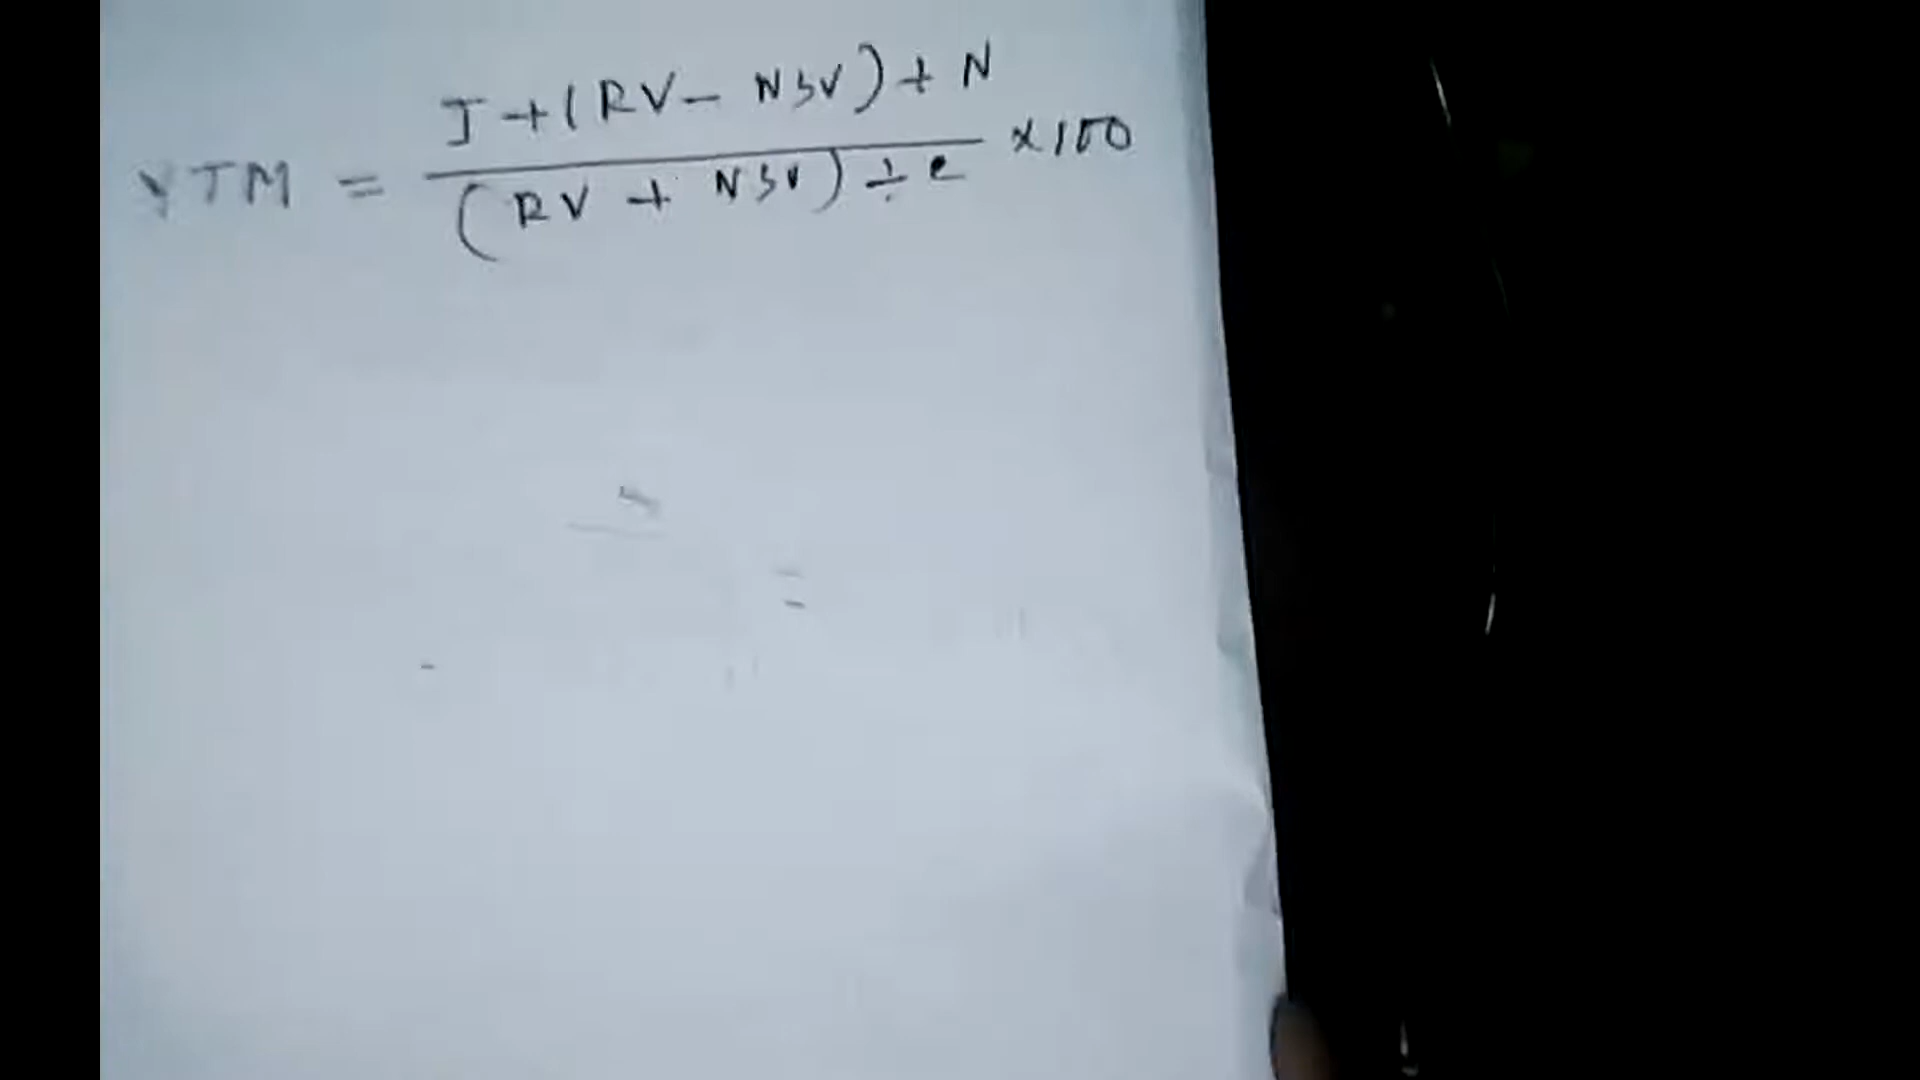 I + (RV - NSV) + N
YTM = ――― × 100
(RV + NSV) ÷ 2